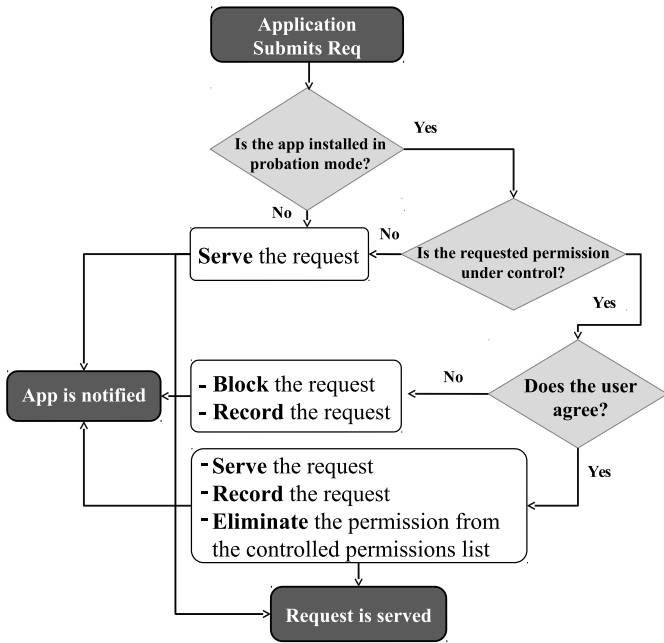 Application
Submits Req
Is the app installed in
probation mode?
Yes
No
Serve the request
No
Is the requested permission
under control?
Yes
App is notified
- Block the request
- Record the request
No
Does the user
agree?
Yes
- Serve the request
- Record the request
- Eliminate the permission from
the controlled permissions list
Request is served